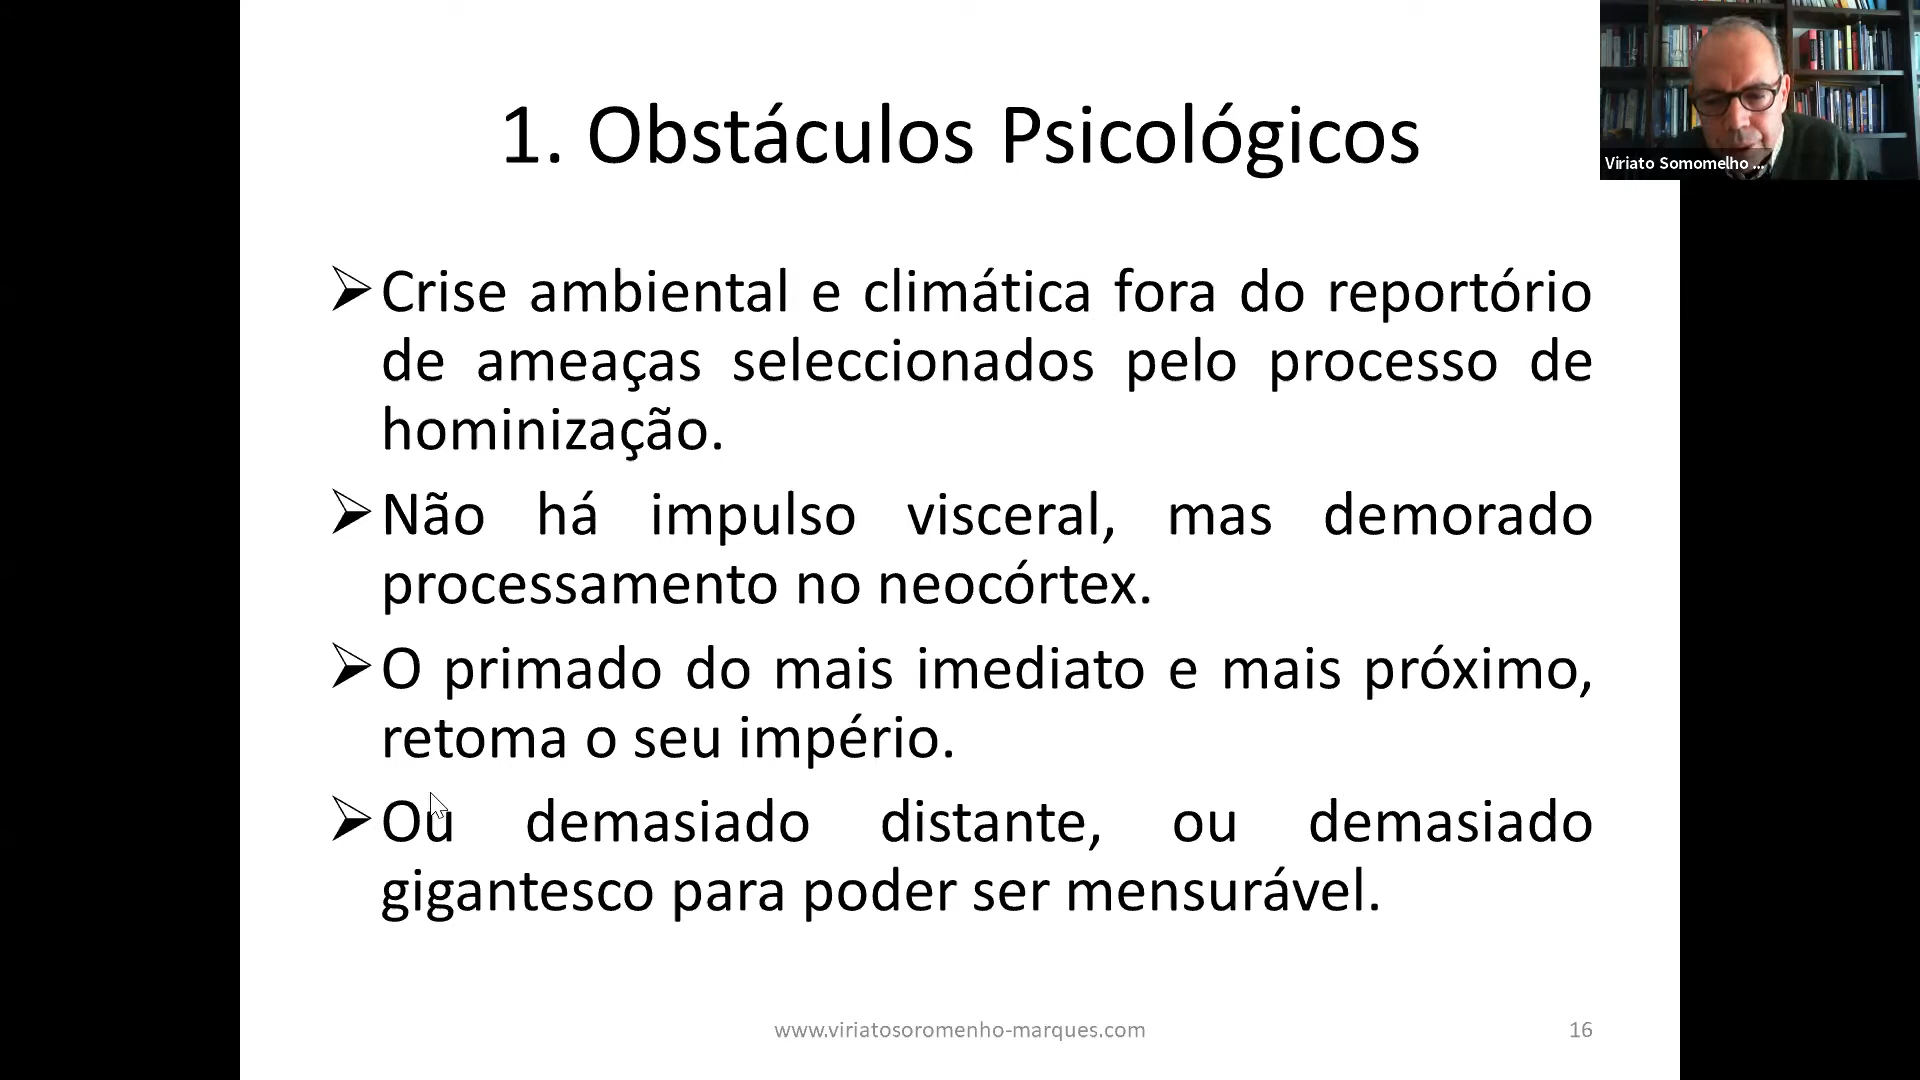 1. Obstáculos Psicológicos
Viriato Somomelho ...
Crise ambiental e climática fora do reportório
de ameaças seleccionados pelo processo de
hominização.
Não há impulso visceral, mas demorado
processamento no neocórtex.
O primado do mais imediato e mais próximo,
retoma o seu império.
Ou demasiado distante, ou demasiado
gigantesco para poder ser mensurável.
www.viriatosoromenho-marques.com
16